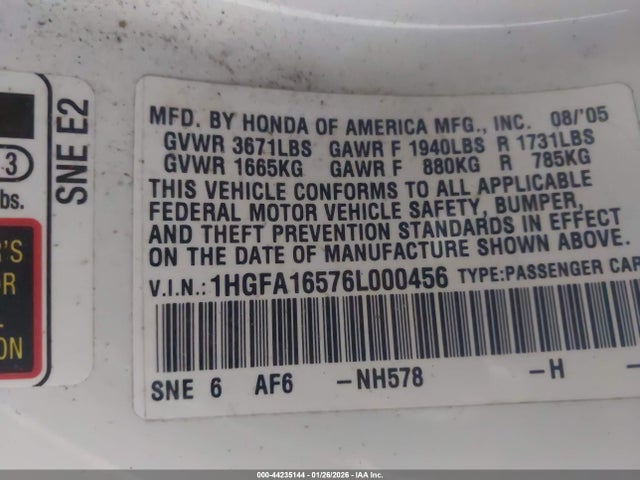 MFD. BY HONDA OF AMERICA MFG., INC. 08/'05
GVWR 3671LBS GAWR F 1940LBS R 1731LBS
GVWR 1665KG GAWR F 880KG R 785KG
THIS VEHICLE CONFORMS TO ALL APPLICABLE
FEDERAL MOTOR VEHICLE SAFETY, BUMPER,
AND THEFT PREVENTION STANDARDS IN EFFECT
ON THE DATE OF MANUFACTURE SHOWN ABOVE.
V.I.N.: 1HGFA16576L000456 TYPE:PASSENGER CAR
SNE 6 AF6 -NH578 -H -
SNE E2
3
bs.
R'S
OR
L
ON
000-44235144 - 01/26/2026 - IAA Inc.